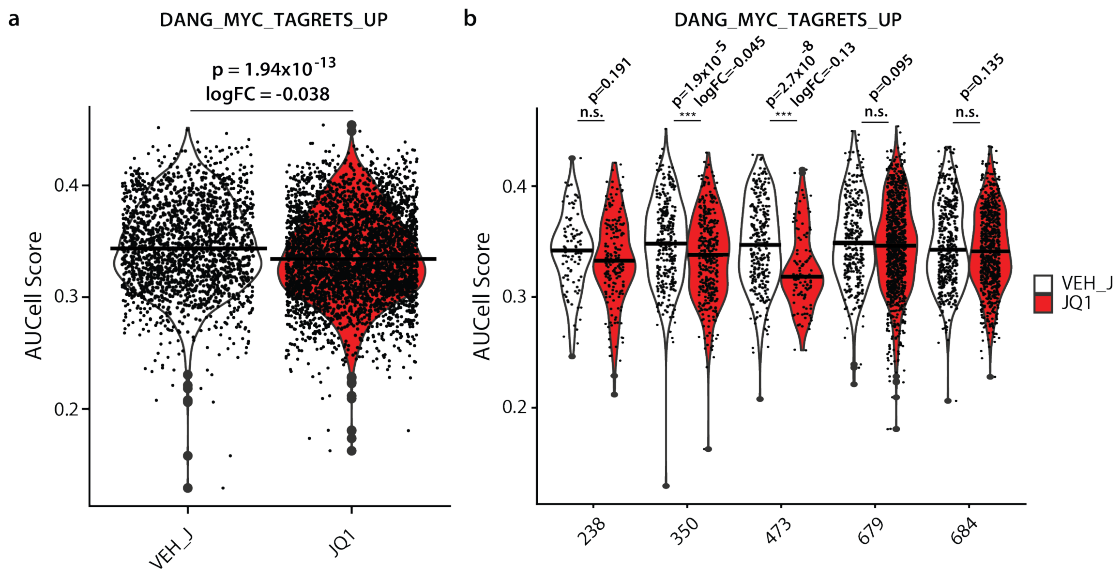 a
DANG_MYC_TAGRETS_UP
p = 1.94x10-13
logFC = -0.038
AUCell Score
0.4
0.3
0.2
VEH_J
JQ1
b
DANG_MYC_TAGRETS_UP
p=0.191
n.s.
p=1.9x10-5
logFC=-0.045
***
p=2.7x10-8
logFC=-0.13
***
p=0.095
n.s.
p=0.135
n.s.
AUCell Score
0.4
0.3
0.2
238
350
473
679
684
VEH_J
JQ1